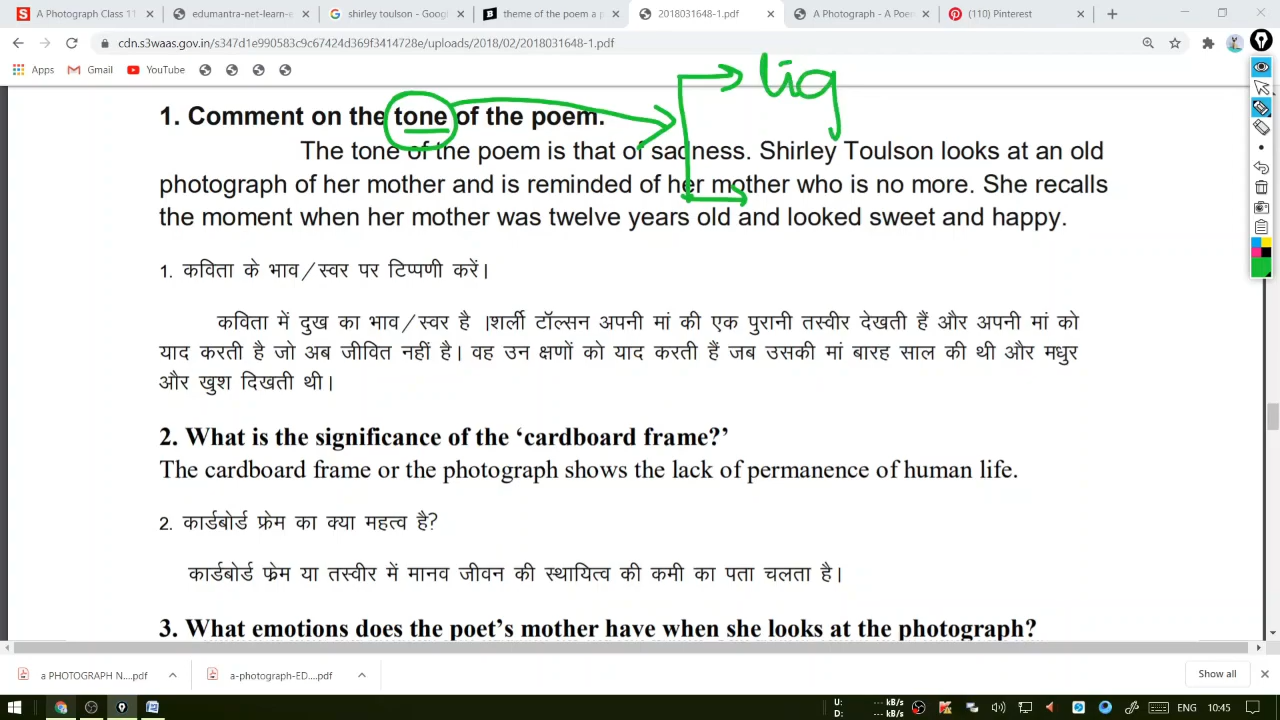 A Photograph Class 11
edumantra-net-learn-e
shirley toulson - Goog
theme of the poem a p
2018031648-1.pdf
A Photograph - A Poem
(110) Pinterest
cdn.s3waas.gov.in/s347d1e990583c9c67424d369f3414728e/uploads/2018/02/2018031648-1.pdf
Apps Gmail YouTube
lig
1. Comment on the tone of the poem.
The tone of the poem is that of sadness. Shirley Toulson looks at an old
photograph of her mother and is reminded of her mother who is no more. She recalls
the moment when her mother was twelve years old and looked sweet and happy.
1. कविता के भाव/स्वर पर टिप्पणी करें।
कविता में दुख का भाव/स्वर है ।शर्ली टॉल्सन अपनी मां की एक पुरानी तस्वीर देखती हैं और अपनी मां को
याद करती है जो अब जीवित नहीं है। वह उन क्षणों को याद करती हैं जब उसकी मां बारह साल की थी और मधुर
और खुश दिखती थी।
2. What is the significance of the ‘cardboard frame?’
The cardboard frame or the photograph shows the lack of permanence of human life.
2. कार्डबोर्ड फ्रेम का क्या महत्व है?
कार्डबोर्ड फ्रेम या तस्वीर में मानव जीवन की स्थायित्व की कमी का पता चलता है।
3. What emotions does the poet’s mother have when she looks at the photograph?
a PHOTOGRAPH N....pdf
a-photograph-ED....pdf
Show all
U: --- kB/s
D: --- kB/s
ENG 10:45